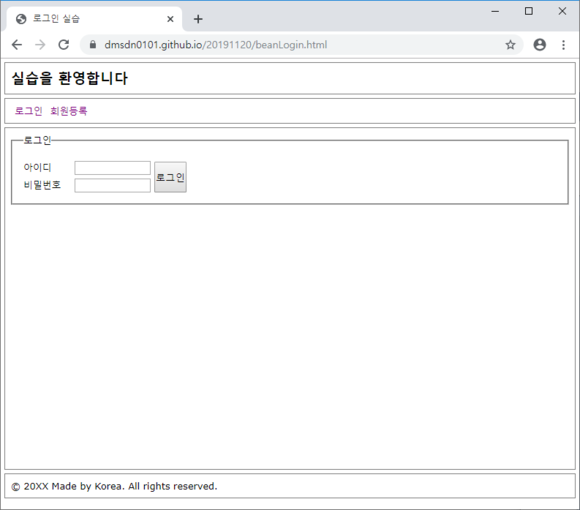 로그인 실습
dmsdn0101.github.io/20191120/beanLogin.html
실습을 환영합니다
로그인 회원등록
로그인
아이디
비밀번호
로그인
© 20XX Made by Korea. All rights reserved.